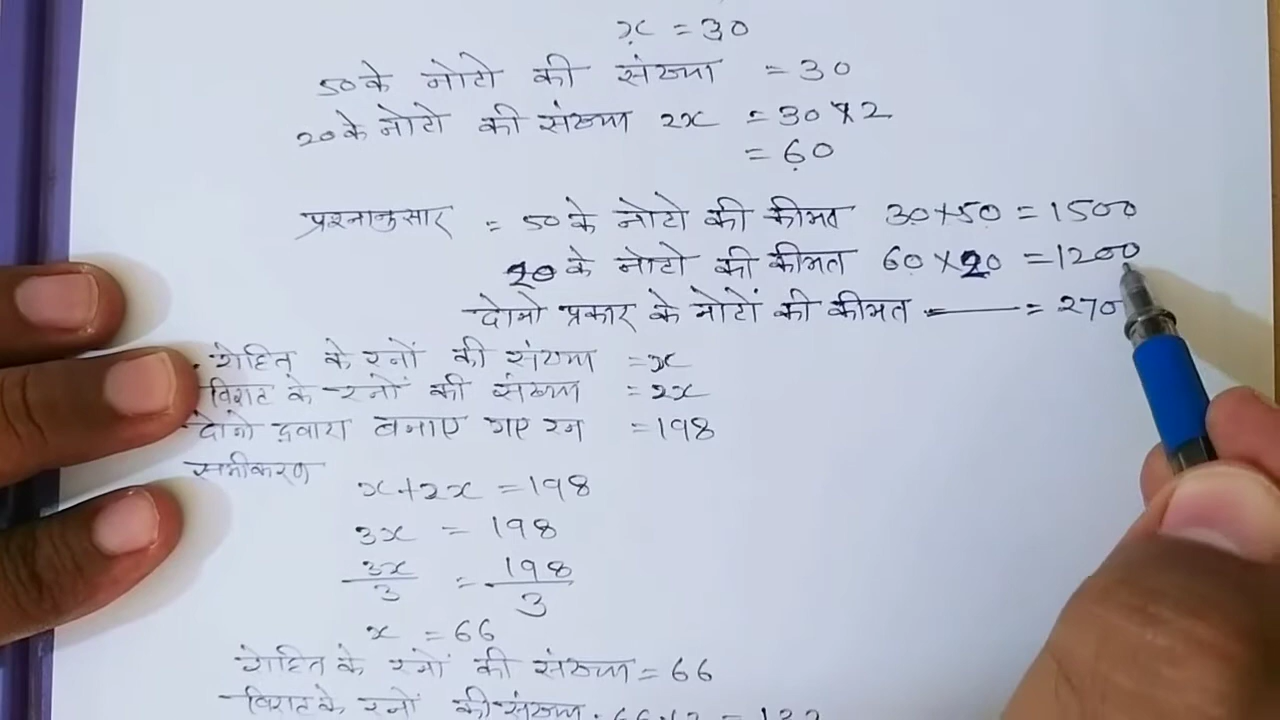 x = 30
50 के नोटो की संख्या = 30
20 के नोटो की संख्या 2x = 30 × 2
= 60
प्रश्नानुसार = 50 के नोटो की कीमत 30 × 50 = 1500
20 के नोटो की कीमत 60 × 20 = 1200
दोनो प्रकार के नोटों की कीमत = 270
रोहित के रनों की संख्या = x
विराट के रनों की संख्या = 2x
दोनो द्वारा बनाए गए रन = 198
समीकरण
x + 2x = 198
3x = 198
3x/3 = 198/3
x = 66
रोहित के रनों की संख्या = 66
विराट के रनों की संख्या